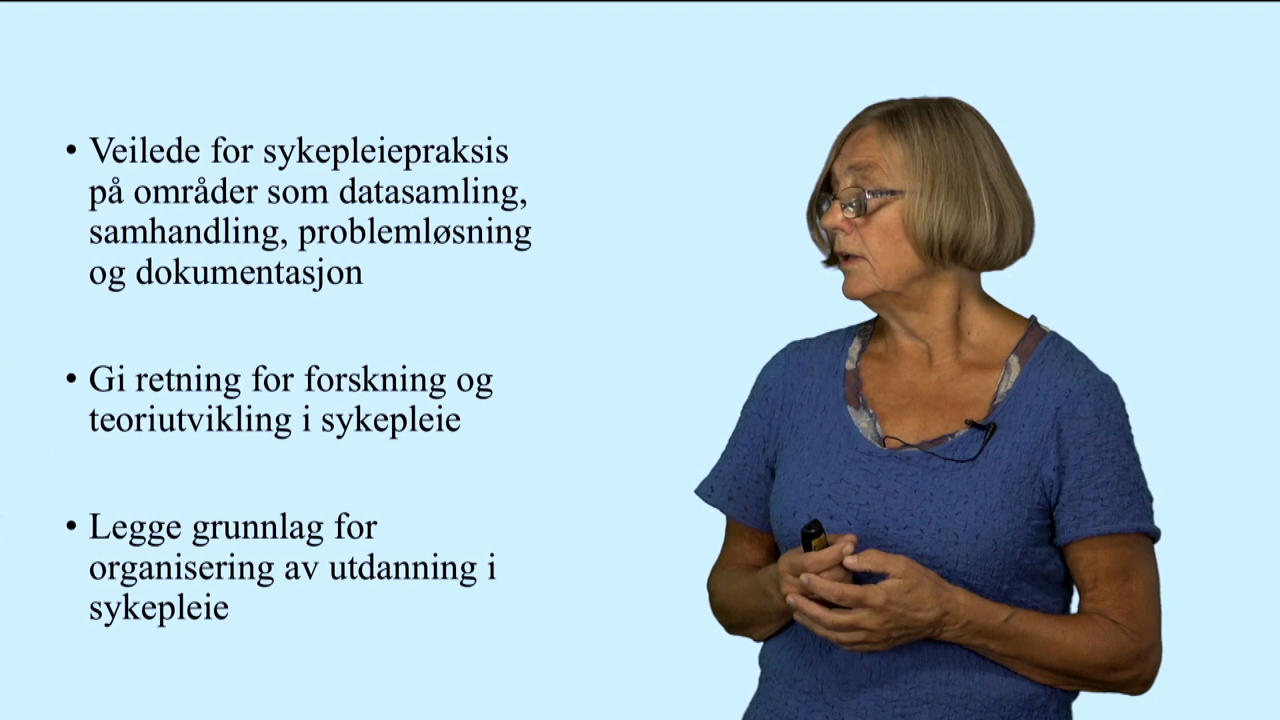 • Veilede for sykepleiepraksis
på områder som datasamling,
samhandling, problemløsning
og dokumentasjon
• Gi retning for forskning og
teoriutvikling i sykepleie
• Legge grunnlag for
organisering av utdanning i
sykepleie